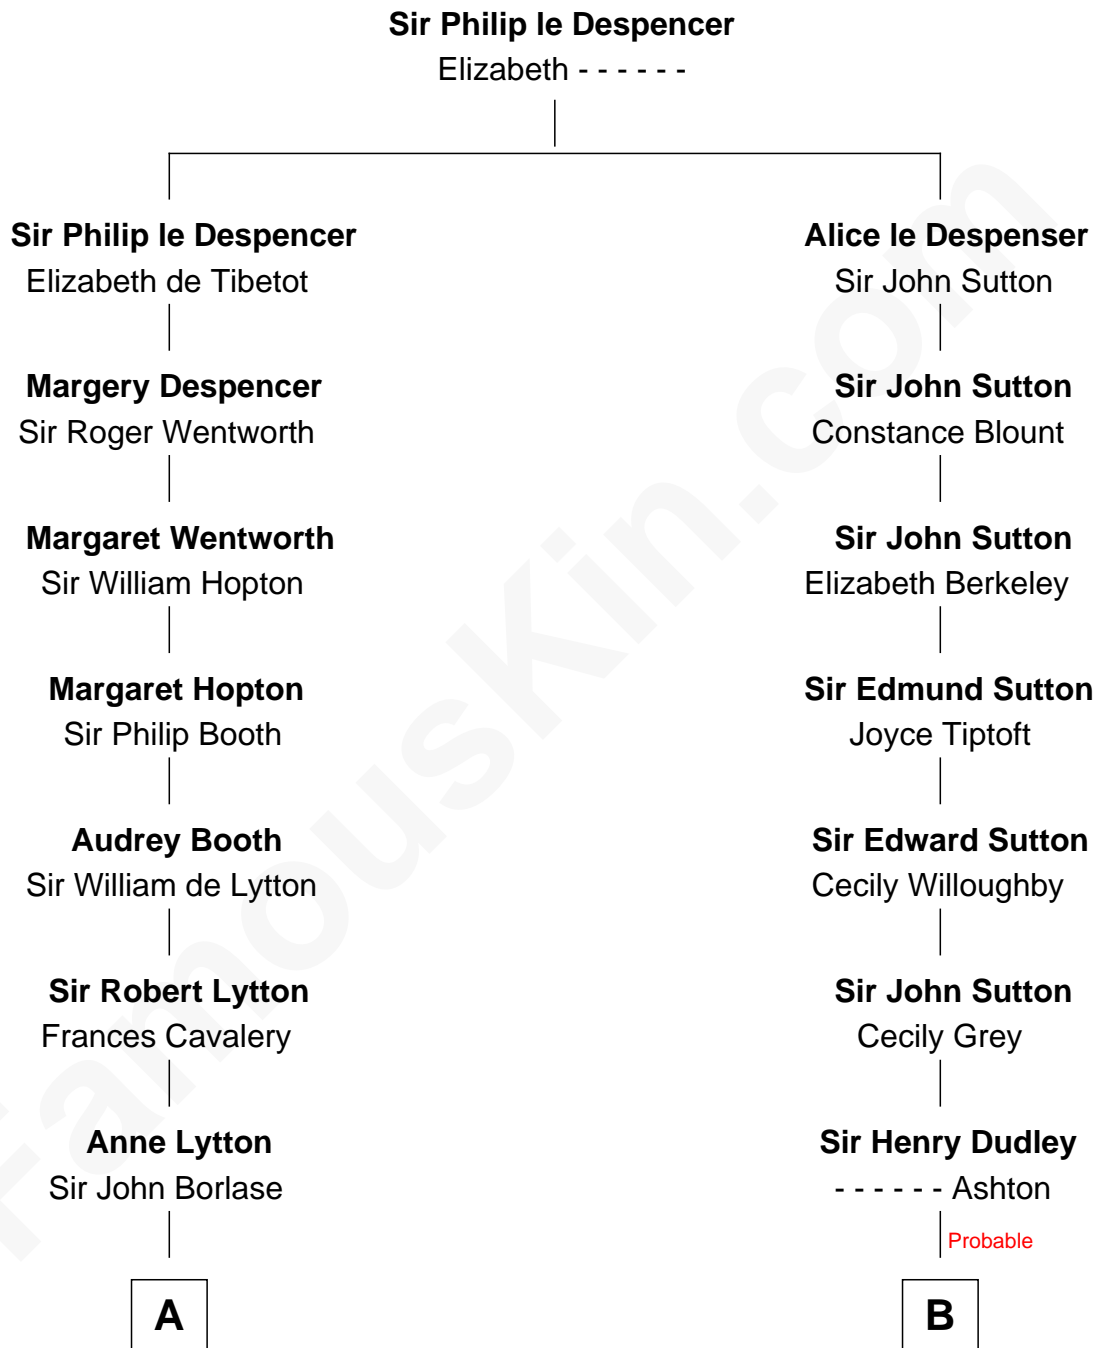 Sir Philip le Despencer
Elizabeth - - - - - -
Sir Philip le Despencer
Elizabeth de Tibetot
Alice le Despenser
Sir John Sutton
Margery Despencer
Sir Roger Wentworth
Sir John Sutton
Constance Blount
Margaret Wentworth
Sir William Hopton
Sir John Sutton
Elizabeth Berkeley
Margaret Hopton
Sir Philip Booth
Sir Edmund Sutton
Joyce Tiptoft
Audrey Booth
Sir William de Lytton
Sir Edward Sutton
Cecily Willoughby
Sir Robert Lytton
Frances Cavalery
Sir John Sutton
Cecily Grey
Anne Lytton
Sir John Borlase
Sir Henry Dudley
- - - - - - Ashton
Probable
A
B
FamousKin.com